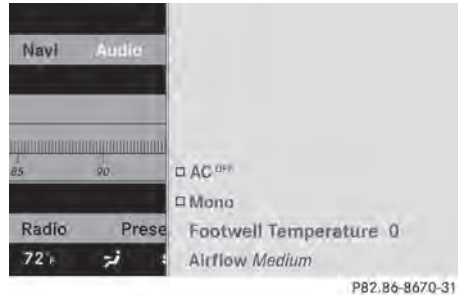 Navi Audio
85 90
AC OFF
Mono
Radio Prese
Footwell Temperature 0
72 F
Airflow Medium
P82.86-8670-31